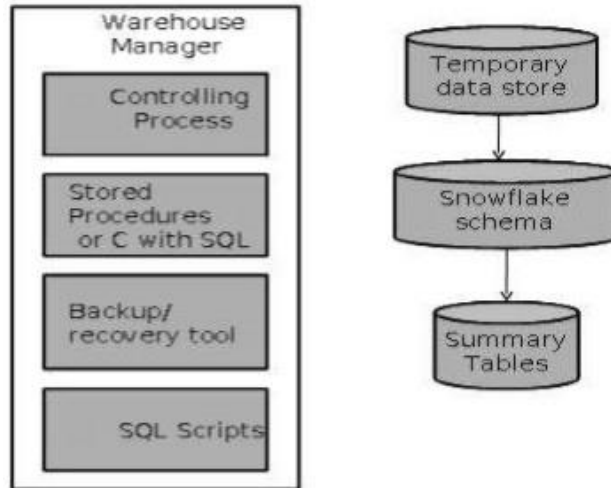 Warehouse
Manager
Controlling
Process
Stored
Procedures
or C with SQL
Backup/
recovery tool
SQL Scripts
Temporary
data store
Snowflake
schema
Summary
Tables